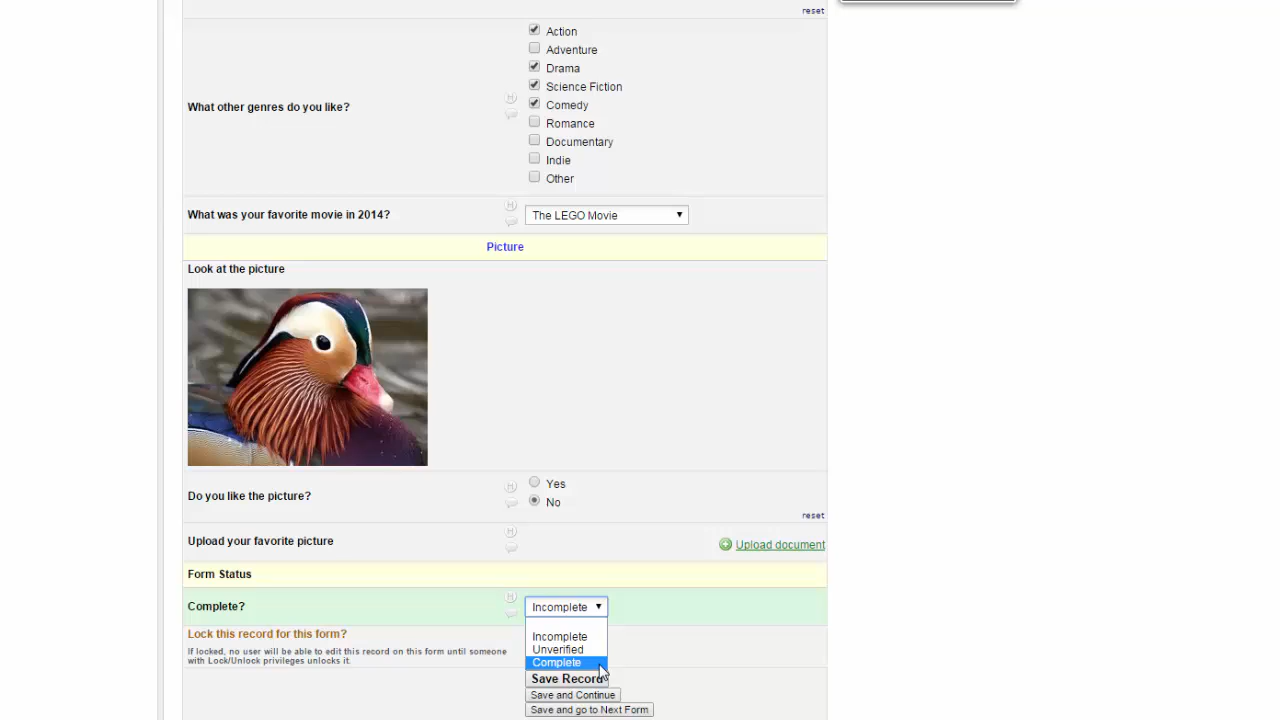 reset
Action
Adventure
Drama
Science Fiction
What other genres do you like?
Comedy
Romance
Documentary
Indie
Other
What was your favorite movie in 2014?
The LEGO Movie
Picture
Look at the picture
Do you like the picture?
Yes
No
reset
Upload your favorite picture
Upload document
Form Status
Complete?
Incomplete
Incomplete
Unverified
Complete
Lock this record for this form?
If locked, no user will be able to edit this record on this form until someone
with Lock/Unlock privileges unlocks it.
Save Record
Save and Continue
Save and go to Next Form